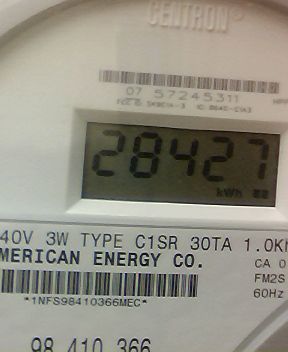 CENTRON®
07 57245311
28427
kWh
40V 3W TYPE C1SR 30TA 1.0Kh
MERICAN ENERGY CO.
CA 0
FM2S
60Hz
*1NFS98410366MEC*
98 410 366